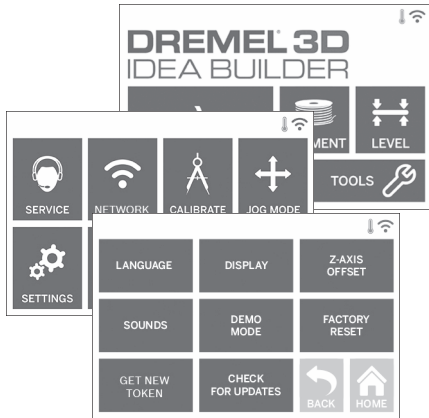 DREMEL 3D
IDEA BUILDER
MENT
LEVEL
TOOLS
SERVICE
NETWORK
CALIBRATE
JOG MODE
SETTINGS
LANGUAGE
DISPLAY
Z-AXIS
OFFSET
SOUNDS
DEMO
MODE
FACTORY
RESET
GET NEW
TOKEN
CHECK
FOR UPDATES
BACK
HOME